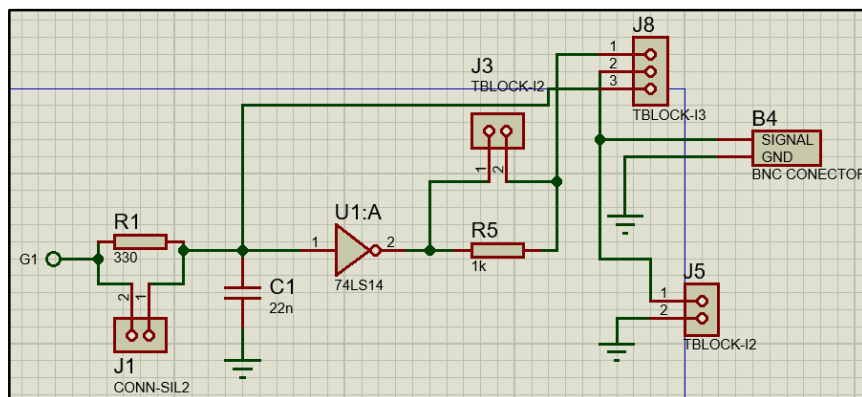 J8
1
2
3
TBLOCK-I3
J3
TBLOCK-I2
1
2
B4
SIGNAL
GND
BNC CONECTOR
U1:A
1
2
74LS14
R5
1k
R1
330
G1
2
1
J1
CONN-SIL2
C1
22n
J5
1
2
TBLOCK-I2